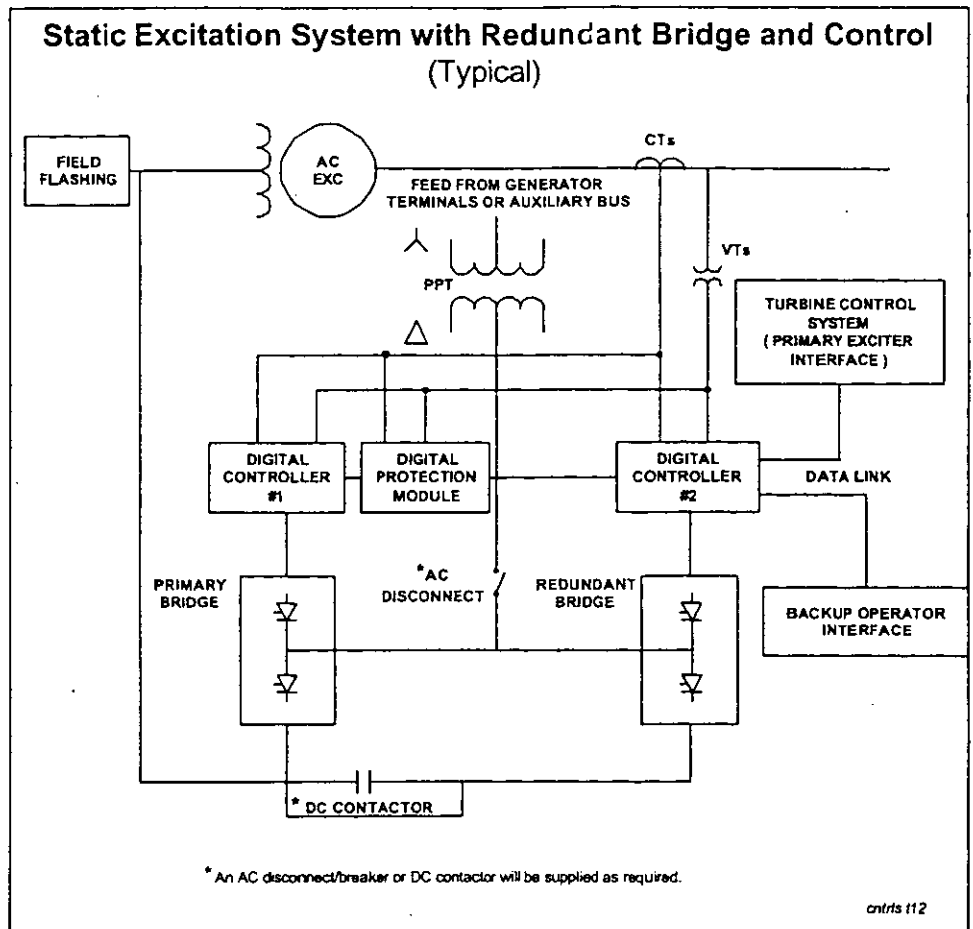 Static Excitation System with Redundant Bridge and Control
(Typical)
FIELD
FLASHING
AC
EXC
CTs
FEED FROM GENERATOR
TERMINALS OR AUXILIARY BUS
PPT
VTs
TURBINE CONTROL
SYSTEM
( PRIMARY EXCITER
INTERFACE )
DIGITAL
CONTROLLER
#1
DIGITAL
PROTECTION
MODULE
DIGITAL
CONTROLLER
#2
DATA LINK
PRIMARY
BRIDGE
*AC
DISCONNECT
REDUNDANT
BRIDGE
BACKUP OPERATOR
INTERFACE
* DC CONTACTOR
* An AC disconnect/breaker or DC contactor will be supplied as required.
cntrls t12